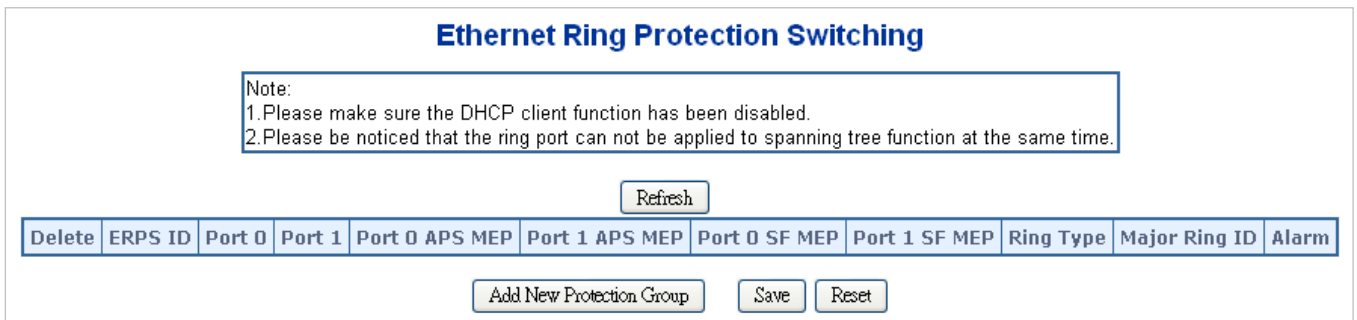 Ethernet Ring Protection Switching
Note:
1.Please make sure the DHCP client function has been disabled.
2.Please be noticed that the ring port can not be applied to spanning tree function at the same time.
Refresh
Delete ERPS ID Port 0 Port 1 Port 0 APS MEP Port 1 APS MEP Port 0 SF MEP Port 1 SF MEP Ring Type Major Ring ID Alarm
Add New Protection Group Save Reset